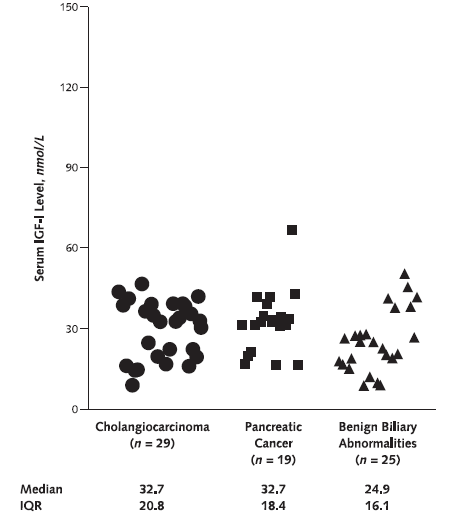 150
120
90
60
30
0
Serum IGF-I Level, nmol/L
Cholangiocarcinoma
(n = 29)
Pancreatic
Cancer
(n = 19)
Benign Biliary
Abnormalities
(n = 25)
Median 32.7 32.7 24.9
IQR 20.8 18.4 16.1